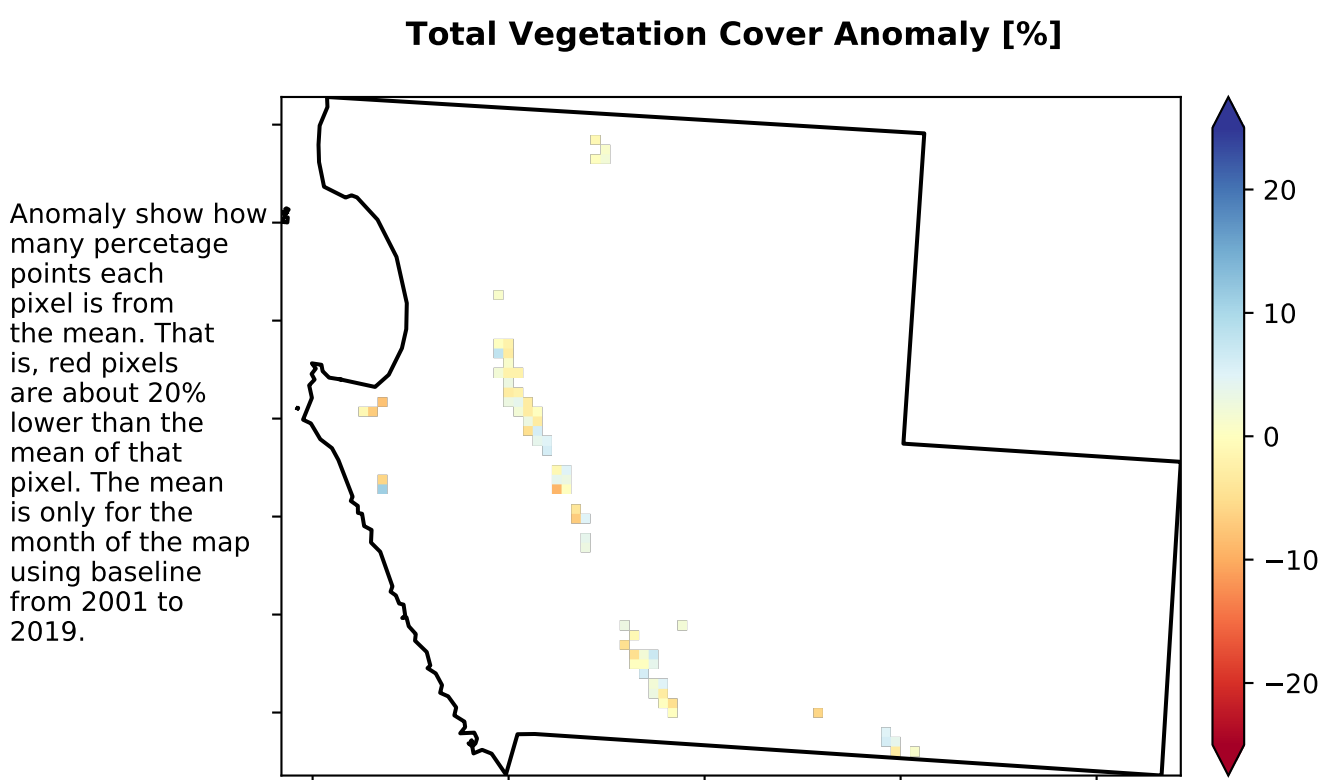 Total Vegetation Cover Anomaly [%]
Anomaly show how
many percetage
points each
pixel is from
the mean. That
is, red pixels
are about 20%
lower than the
mean of that
pixel. The mean
is only for the
month of the map
using baseline
from 2001 to
2019.
20
10
0
−10
−20